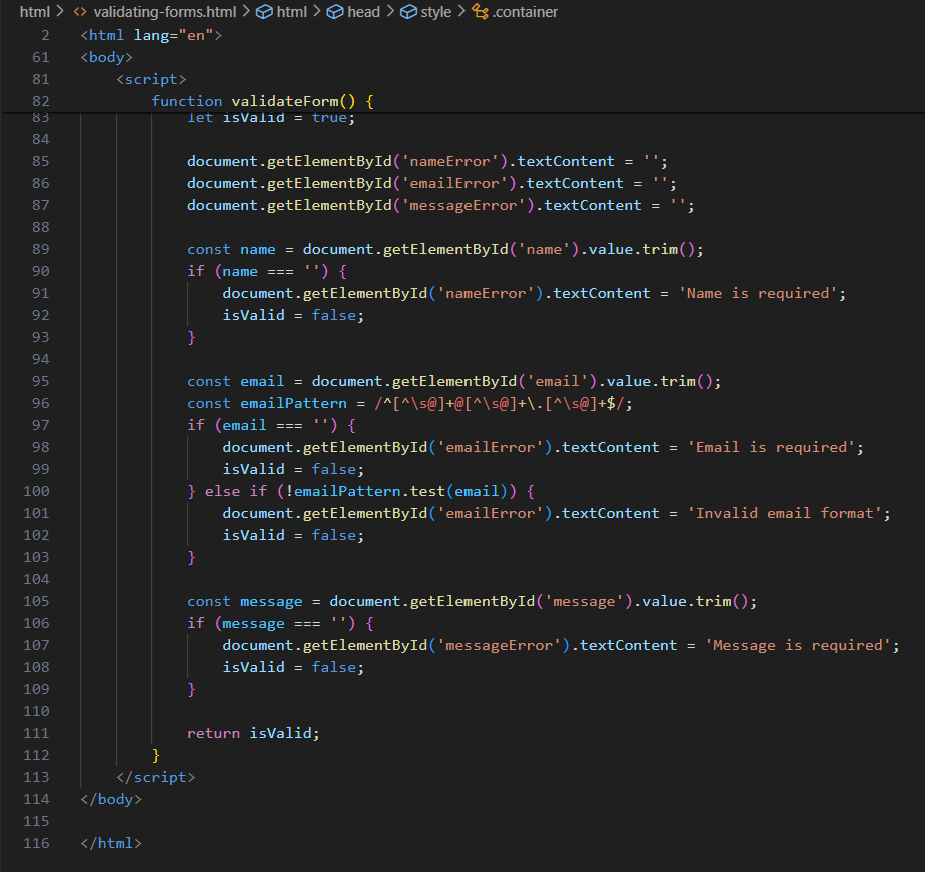 html > <> validating-forms.html > html > head > style > .container
2 <html lang="en">
61 <body>
81     <script>
82         function validateForm() {
83             let isValid = true;
84
85             document.getElementById('nameError').textContent = '';
86             document.getElementById('emailError').textContent = '';
87             document.getElementById('messageError').textContent = '';
88
89             const name = document.getElementById('name').value.trim();
90             if (name === '') {
91                 document.getElementById('nameError').textContent = 'Name is required';
92                 isValid = false;
93             }
94
95             const email = document.getElementById('email').value.trim();
96             const emailPattern = /^[^\s@]+@[^\s@]+\.[^\s@]+$/;
97             if (email === '') {
98                 document.getElementById('emailError').textContent = 'Email is required';
99                 isValid = false;
100             } else if (!emailPattern.test(email)) {
101                 document.getElementById('emailError').textContent = 'Invalid email format';
102                 isValid = false;
103             }
104
105             const message = document.getElementById('message').value.trim();
106             if (message === '') {
107                 document.getElementById('messageError').textContent = 'Message is required';
108                 isValid = false;
109             }
110
111             return isValid;
112         }
113     </script>
114 </body>
115
116 </html>